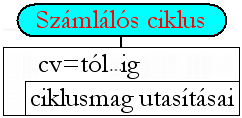 Számlálós ciklus
cv=tól...ig
ciklusmag utasításai